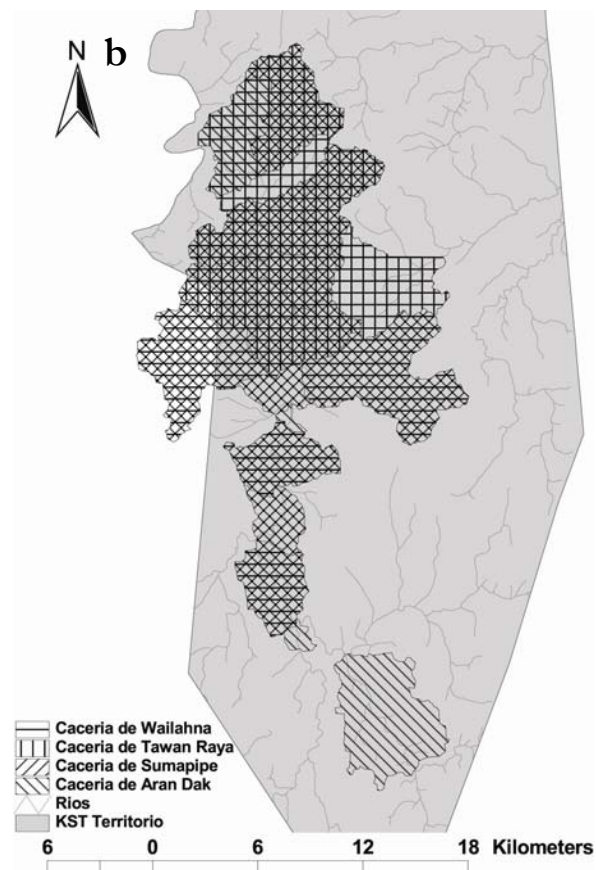 N
b
Caceria de Wailahna
Caceria de Tawan Raya
Caceria de Sumapipe
Caceria de Aran Dak
Rios
KST Territorio
6 0 6 12 18 Kilometers